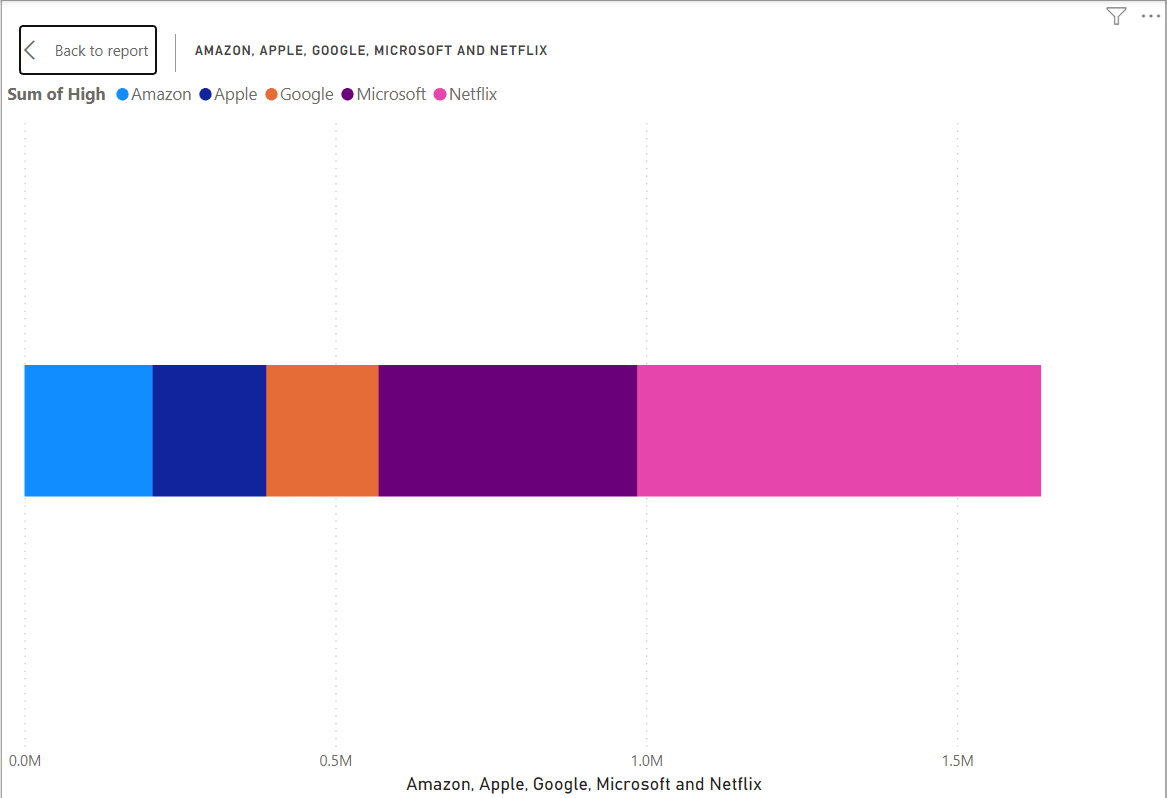 Back to report
AMAZON, APPLE, GOOGLE, MICROSOFT AND NETFLIX
Sum of High Amazon Apple Google Microsoft Netflix
0.0M 0.5M 1.0M 1.5M
Amazon, Apple, Google, Microsoft and Netflix